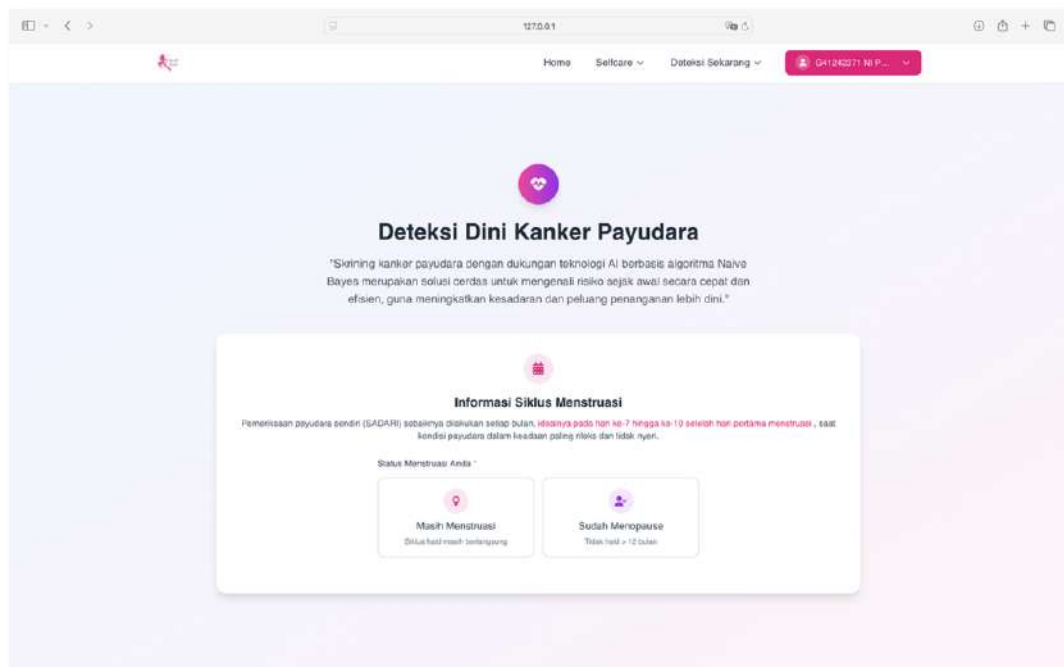 127.0.0.1
Home Selfcare Deteksi Sekarang G41242371 NI P...
Deteksi Dini Kanker Payudara
"Skrining kanker payudara dengan dukungan teknologi AI berbasis algoritma Naive
Bayes merupakan solusi cerdas untuk mengenali risiko sejak awal secara cepat dan
efisien, guna meningkatkan kesadaran dan peluang penanganan lebih dini."
Informasi Siklus Menstruasi
Pemeriksaan payudara sendiri (SADARI) sebaiknya dilakukan setiap bulan, idealnya pada hari ke-7 hingga ke-10 setelah hari pertama menstruasi , saat
kondisi payudara dalam keadaan paling rileks dan tidak nyeri.
Status Menstruasi Anda *
Masih Menstruasi
Siklus haid masih berlangsung
Sudah Menopause
Tidak haid > 12 bulan